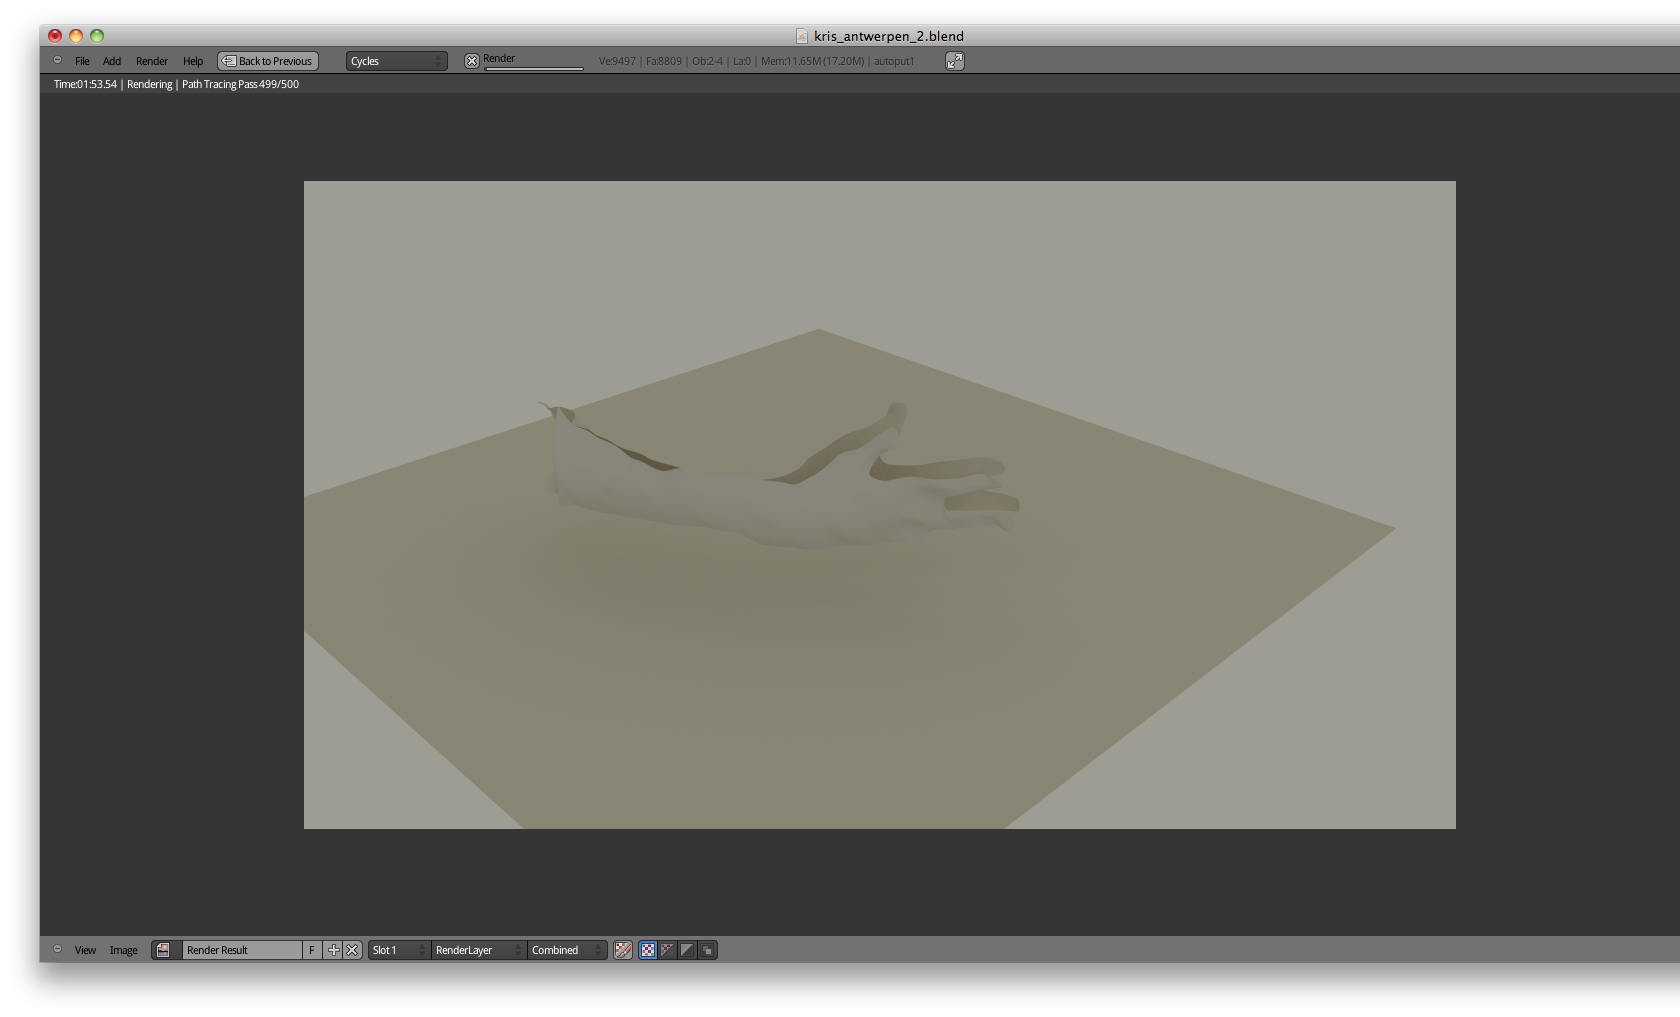 kris_antwerpen_2.blend
File Add Render Help Back to Previous Cycles Render Ve:9497 | Fa:8809 | Ob:2-4 | La:0 | Mem:11.65M (17.20M) | autoput1
Time:01:53.54 | Rendering | Path Tracing Pass 499/500
View Image Render Result F Slot 1 RenderLayer Combined